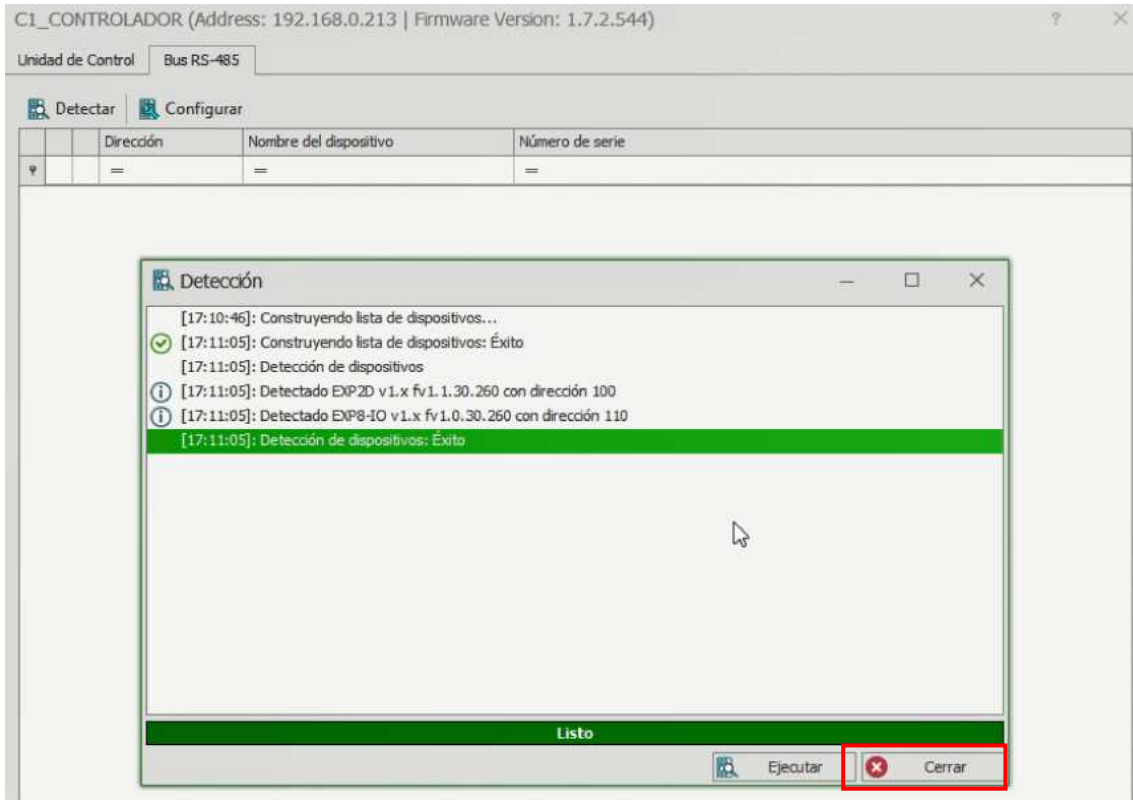 C1_CONTROLADOR (Address: 192.168.0.213 | Firmware Version: 1.7.2.544) ?
Unidad de Control Bus RS-485
Detectar Configurar
Dirección Nombre del dispositivo Número de serie
= = =
Detección
[17:10:46]: Construyendo lista de dispositivos...
[17:11:05]: Construyendo lista de dispositivos: Éxito
[17:11:05]: Detección de dispositivos
[17:11:05]: Detectado EXP2D v1.x fv1.1.30.260 con dirección 100
[17:11:05]: Detectado EXP8-IO v1.x fv1.0.30.260 con dirección 110
[17:11:05]: Detección de dispositivos: Éxito
Listo
Ejecutar Cerrar